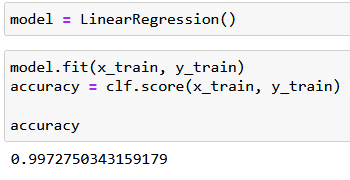 model = LinearRegression()
model.fit(x_train, y_train)
accuracy = clf.score(x_train, y_train)
accuracy
0.9972750343159179